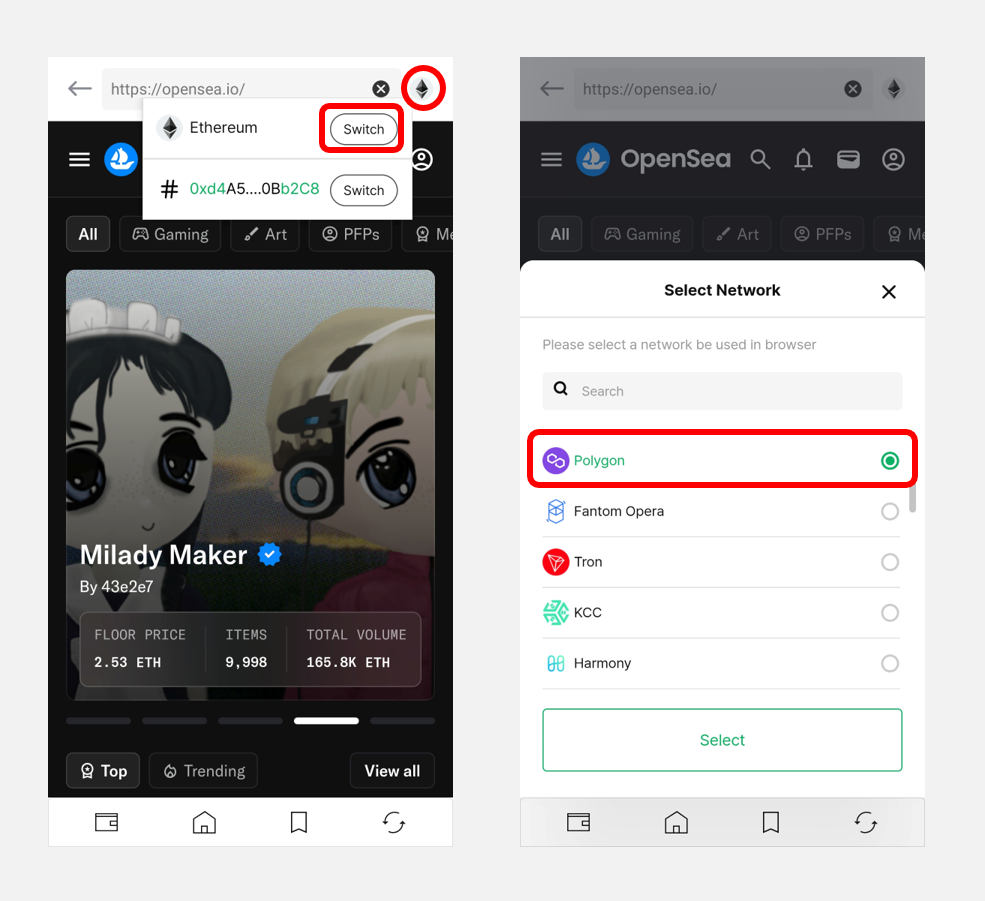 https://opensea.io/
Ethereum
Switch
0xd4A5....0Bb2C8
Switch
All
Gaming
Art
PFPs
Me
Milady Maker
By 43e2e7
FLOOR PRICE ITEMS TOTAL VOLUME
2.53 ETH 9,998 165.8K ETH
Top
Trending
View all
https://opensea.io/
OpenSea
All
Gaming
Art
PFPs
Me
Select Network
Please select a network be used in browser
Search
Polygon
Fantom Opera
Tron
KCC
Harmony
Select